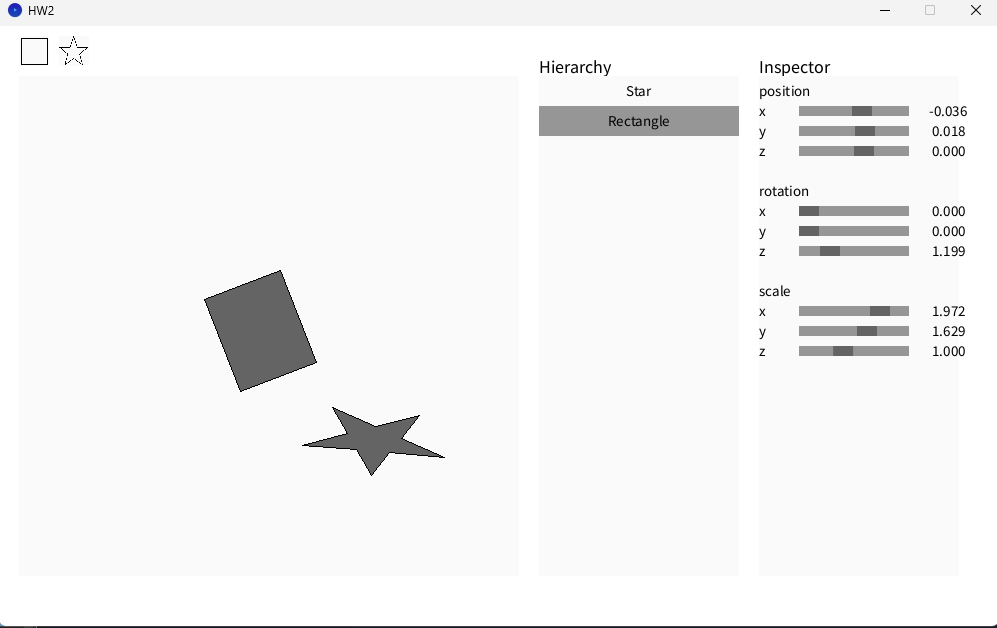 HW2
Hierarchy
Star
Rectangle
Inspector
position
x -0.036
y 0.018
z 0.000
rotation
x 0.000
y 0.000
z 1.199
scale
x 1.972
y 1.629
z 1.000